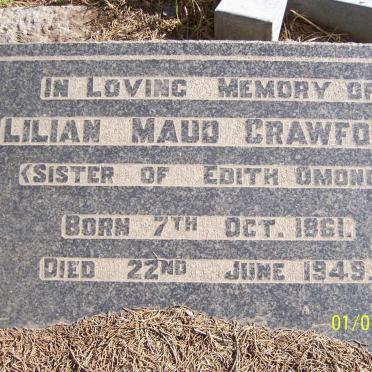 IN LOVING MEMORY OF
LILIAN MAUD CRAWFO
(SISTER OF EDITH OMOND
BORN 7TH OCT. 1861.
DIED 22ND JUNE 1949.
01/0